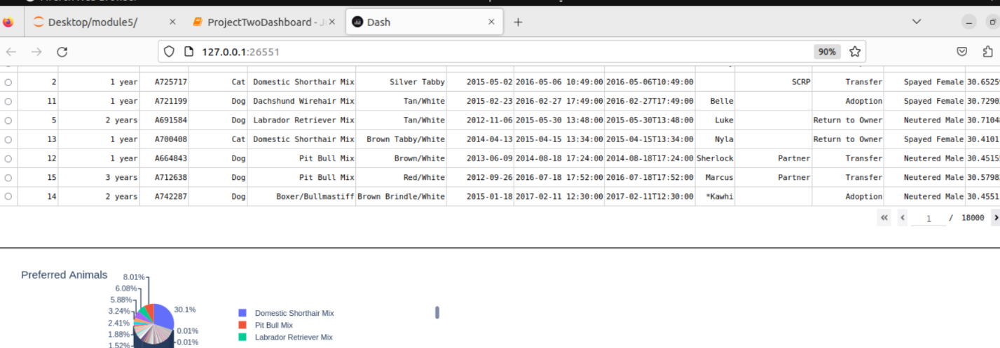 Desktop/module5/ × ProjectTwoDashboard - × Dash × +
127.0.0.1:26551 90%
2 1 year A725717 Cat Domestic Shorthair Mix Silver Tabby 2015-05-02 2016-05-06 10:49:00 2016-05-06T10:49:00 SCRP Transfer Spayed Female 30.6525
11 1 year A721199 Dog Dachshund Wirehair Mix Tan/White 2015-02-23 2016-02-27 17:49:00 2016-02-27T17:49:00 Belle Adoption Spayed Female 30.7290
5 2 years A691584 Dog Labrador Retriever Mix Tan/White 2012-11-06 2015-05-30 13:48:00 2015-05-30T13:48:00 Luke Return to Owner Neutered Male 30.7104
13 1 year A700408 Cat Domestic Shorthair Mix Brown Tabby/White 2014-04-13 2015-04-15 13:34:00 2015-04-15T13:34:00 Nyla Return to Owner Spayed Female 30.4101
12 1 year A664843 Dog Pit Bull Mix Brown/White 2013-06-09 2014-08-18 17:24:00 2014-08-18T17:24:00 Sherlock Partner Transfer Neutered Male 30.4515
15 3 years A712638 Dog Pit Bull Mix Red/White 2012-09-26 2016-07-18 17:52:00 2016-07-18T17:52:00 Marcus Partner Transfer Neutered Male 30.5798
14 2 years A742287 Dog Boxer/Bullmastiff Brown Brindle/White 2015-01-18 2017-02-11 12:30:00 2017-02-11T12:30:00 *Kawhi Adoption Neutered Male 30.4551
« ‹ 1 / 18000 ›
Preferred Animals
8.01%
6.08%
5.88%
3.24%
2.41%
1.88%
1.52%
30.1%
0.01%
0.01%
Domestic Shorthair Mix
Pit Bull Mix
Labrador Retriever Mix